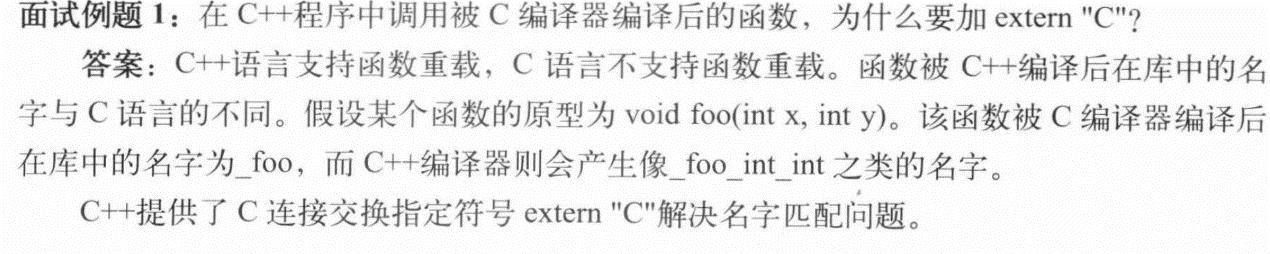 面试例题 1：在 C++程序中调用被 C 编译器编译后的函数，为什么要加 extern "C"?
答案：C++语言支持函数重载，C 语言不支持函数重载。函数被 C++编译后在库中的名
字与 C 语言的不同。假设某个函数的原型为 void foo(int x, int y)。该函数被 C 编译器编译后
在库中的名字为_foo，而 C++编译器则会产生像_foo_int_int 之类的名字。
C++提供了 C 连接交换指定符号 extern "C"解决名字匹配问题。